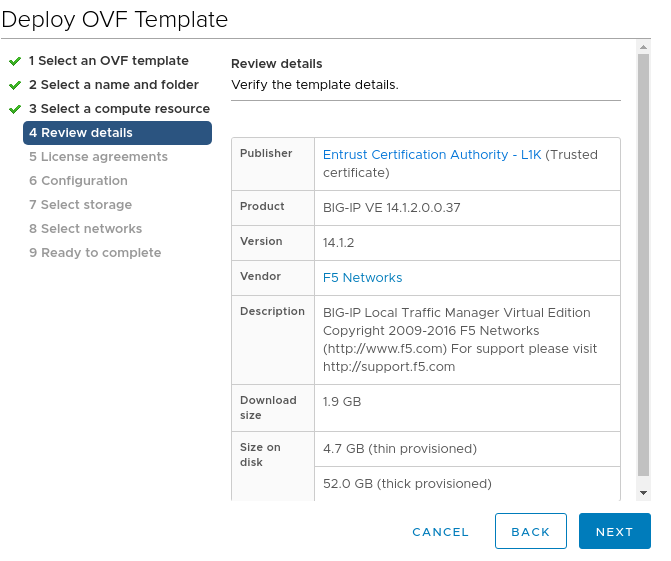 Deploy OVF Template
1 Select an OVF template
2 Select a name and folder
3 Select a compute resource
4 Review details
5 License agreements
6 Configuration
7 Select storage
8 Select networks
9 Ready to complete
Review details
Verify the template details.
Publisher
Entrust Certification Authority - L1K (Trusted
certificate)
Product
BIG-IP VE 14.1.2.0.0.37
Version
14.1.2
Vendor
F5 Networks
Description
BIG-IP Local Traffic Manager Virtual Edition
Copyright 2009-2016 F5 Networks
(http://www.f5.com) For support please visit
http://support.f5.com
Download
size
1.9 GB
Size on
disk
4.7 GB (thin provisioned)
52.0 GB (thick provisioned)
CANCEL
BACK
NEXT